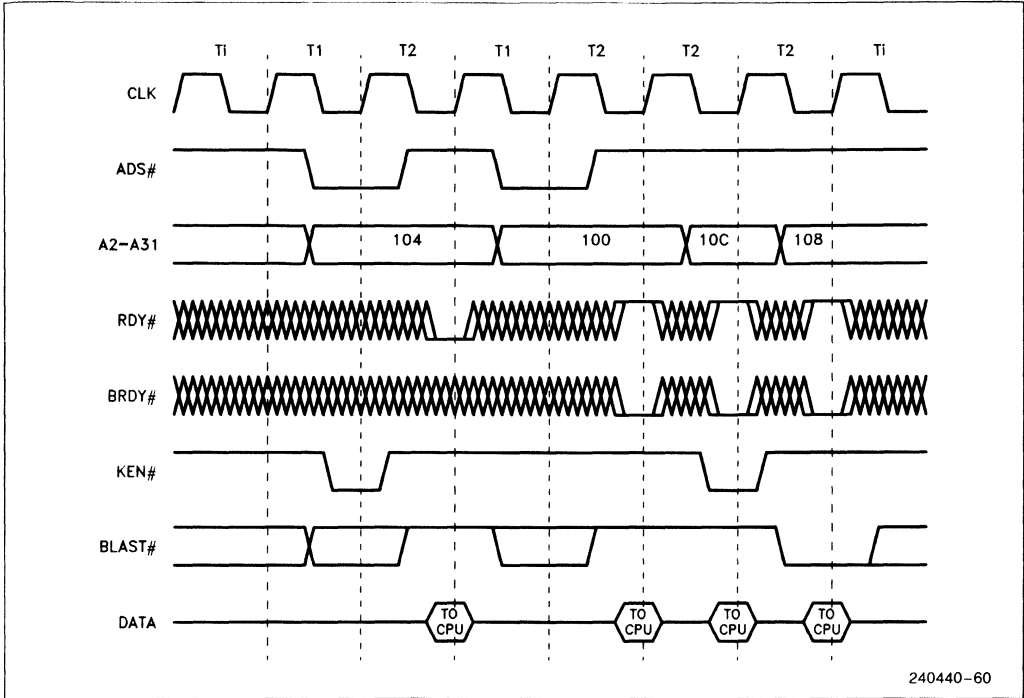 Ti T1 T2 T1 T2 T2 T2 Ti
CLK
ADS#
A2-A31 104 100 10C 108
RDY#
BRDY#
KEN#
BLAST#
DATA TO CPU TO CPU TO CPU TO CPU
240440-60